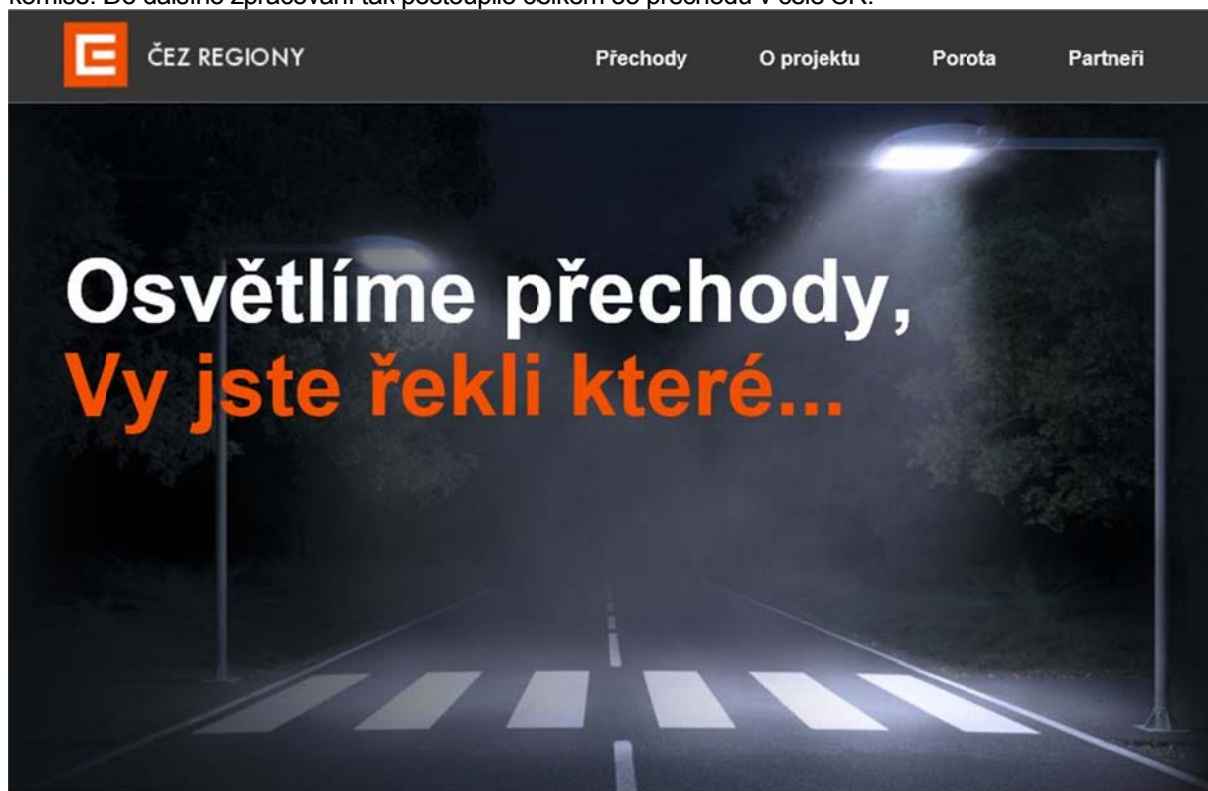 ČEZ REGIONY Přechody O projektu Porota Partneři
Osvětlíme přechody,
Vy jste řekli které...